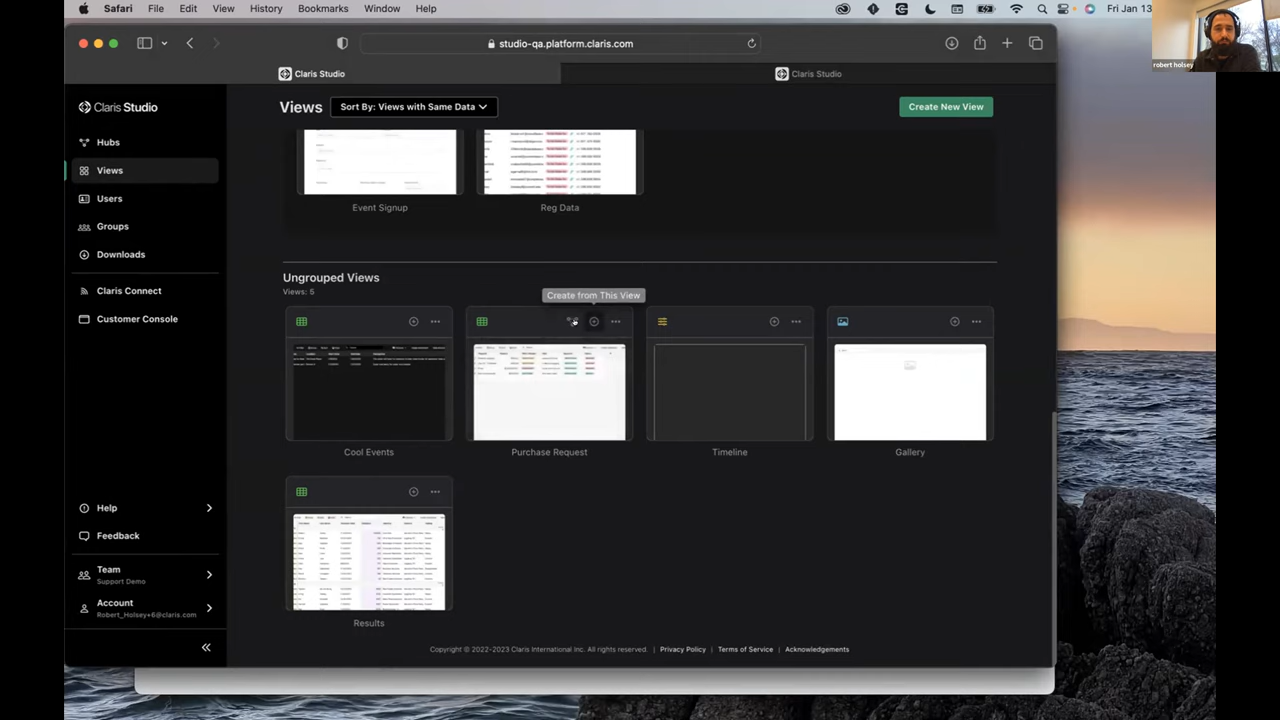 Safari File Edit View History Bookmarks Window Help
Fri Jan 13
robert holsey
studio-qa.platform.claris.com
Claris Studio
Claris Studio
Claris Studio
Views
Sort By: Views with Same Data
Create New View
Hubs
Views
Users
Groups
Downloads
Claris Connect
Customer Console
Event Signup
Reg Data
Ungrouped Views
Views: 5
Create from This View
Cool Events
Purchase Request
Timeline
Gallery
Results
Help
Feedback
Team
Support Demo
Account
Robert_Holsey+6@claris.com
Copyright © 2022-2023 Claris International Inc. All rights reserved. | Privacy Policy | Terms of Service | Acknowledgements